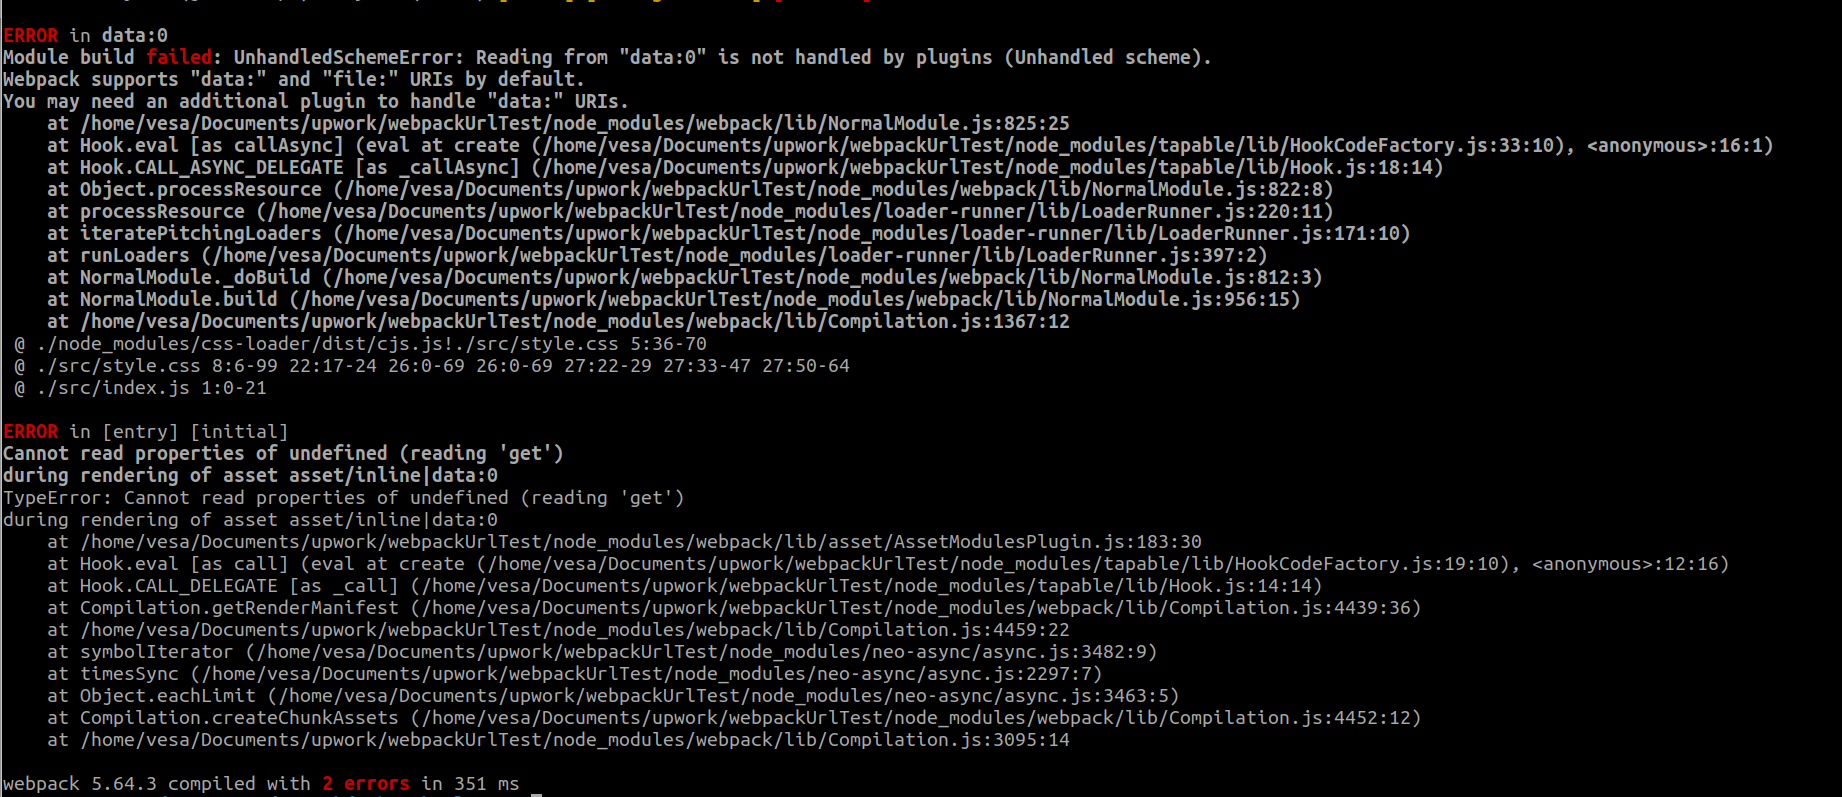 ERROR in data:0
Module build failed: UnhandledSchemeError: Reading from "data:0" is not handled by plugins (Unhandled scheme).
Webpack supports "data:" and "file:" URIs by default.
You may need an additional plugin to handle "data:" URIs.
    at /home/vesa/Documents/upwork/webpackUrlTest/node_modules/webpack/lib/NormalModule.js:825:25
    at Hook.eval [as callAsync] (eval at create (/home/vesa/Documents/upwork/webpackUrlTest/node_modules/tapable/lib/HookCodeFactory.js:33:10), <anonymous>:16:1)
    at Hook.CALL_ASYNC_DELEGATE [as _callAsync] (/home/vesa/Documents/upwork/webpackUrlTest/node_modules/tapable/lib/Hook.js:18:14)
    at Object.processResource (/home/vesa/Documents/upwork/webpackUrlTest/node_modules/webpack/lib/NormalModule.js:822:8)
    at processResource (/home/vesa/Documents/upwork/webpackUrlTest/node_modules/loader-runner/lib/LoaderRunner.js:220:11)
    at iteratePitchingLoaders (/home/vesa/Documents/upwork/webpackUrlTest/node_modules/loader-runner/lib/LoaderRunner.js:171:10)
    at runLoaders (/home/vesa/Documents/upwork/webpackUrlTest/node_modules/loader-runner/lib/LoaderRunner.js:397:2)
    at NormalModule._doBuild (/home/vesa/Documents/upwork/webpackUrlTest/node_modules/webpack/lib/NormalModule.js:812:3)
    at NormalModule.build (/home/vesa/Documents/upwork/webpackUrlTest/node_modules/webpack/lib/NormalModule.js:956:15)
    at /home/vesa/Documents/upwork/webpackUrlTest/node_modules/webpack/lib/Compilation.js:1367:12
 @ ./node_modules/css-loader/dist/cjs.js!./src/style.css 5:36-70
 @ ./src/style.css 8:6-99 22:17-24 26:0-69 26:0-69 27:22-29 27:33-47 27:50-64
 @ ./src/index.js 1:0-21

ERROR in [entry] [initial]
Cannot read properties of undefined (reading 'get')
during rendering of asset asset/inline|data:0
TypeError: Cannot read properties of undefined (reading 'get')
during rendering of asset asset/inline|data:0
    at /home/vesa/Documents/upwork/webpackUrlTest/node_modules/webpack/lib/asset/AssetModulesPlugin.js:183:30
    at Hook.eval [as call] (eval at create (/home/vesa/Documents/upwork/webpackUrlTest/node_modules/tapable/lib/HookCodeFactory.js:19:10), <anonymous>:12:16)
    at Hook.CALL_DELEGATE [as _call] (/home/vesa/Documents/upwork/webpackUrlTest/node_modules/tapable/lib/Hook.js:14:14)
    at Compilation.getRenderManifest (/home/vesa/Documents/upwork/webpackUrlTest/node_modules/webpack/lib/Compilation.js:4439:36)
    at /home/vesa/Documents/upwork/webpackUrlTest/node_modules/webpack/lib/Compilation.js:4459:22
    at symbolIterator (/home/vesa/Documents/upwork/webpackUrlTest/node_modules/neo-async/async.js:3482:9)
    at timesSync (/home/vesa/Documents/upwork/webpackUrlTest/node_modules/neo-async/async.js:2297:7)
    at Object.eachLimit (/home/vesa/Documents/upwork/webpackUrlTest/node_modules/neo-async/async.js:3463:5)
    at Compilation.createChunkAssets (/home/vesa/Documents/upwork/webpackUrlTest/node_modules/webpack/lib/Compilation.js:4452:12)
    at /home/vesa/Documents/upwork/webpackUrlTest/node_modules/webpack/lib/Compilation.js:3095:14

webpack 5.64.3 compiled with 2 errors in 351 ms